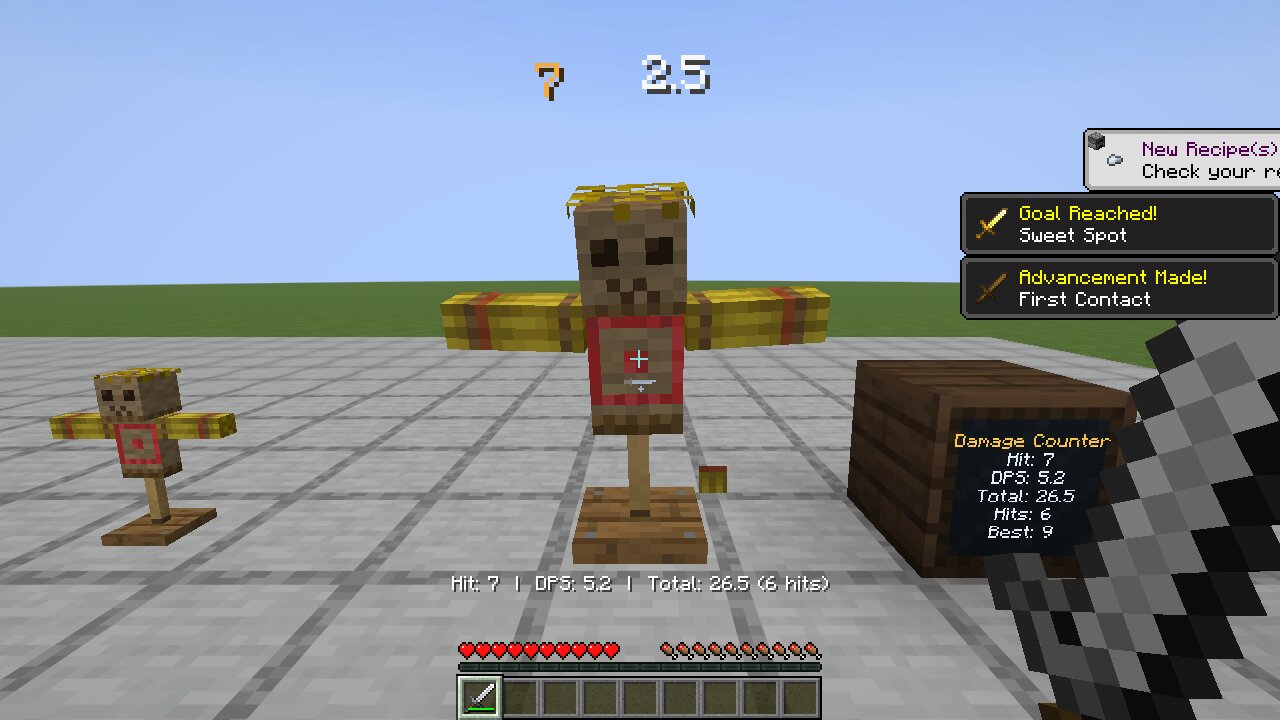 7 2.5
New Recipe(s)
Check your re
Goal Reached!
Sweet Spot
Advancement Made!
First Contact
Damage Counter
Hit: 7
DPS: 5.2
Total: 26.5
Hits: 6
Best: 9
Hit: 7 | DPS: 5.2 | Total: 26.5 (6 hits)